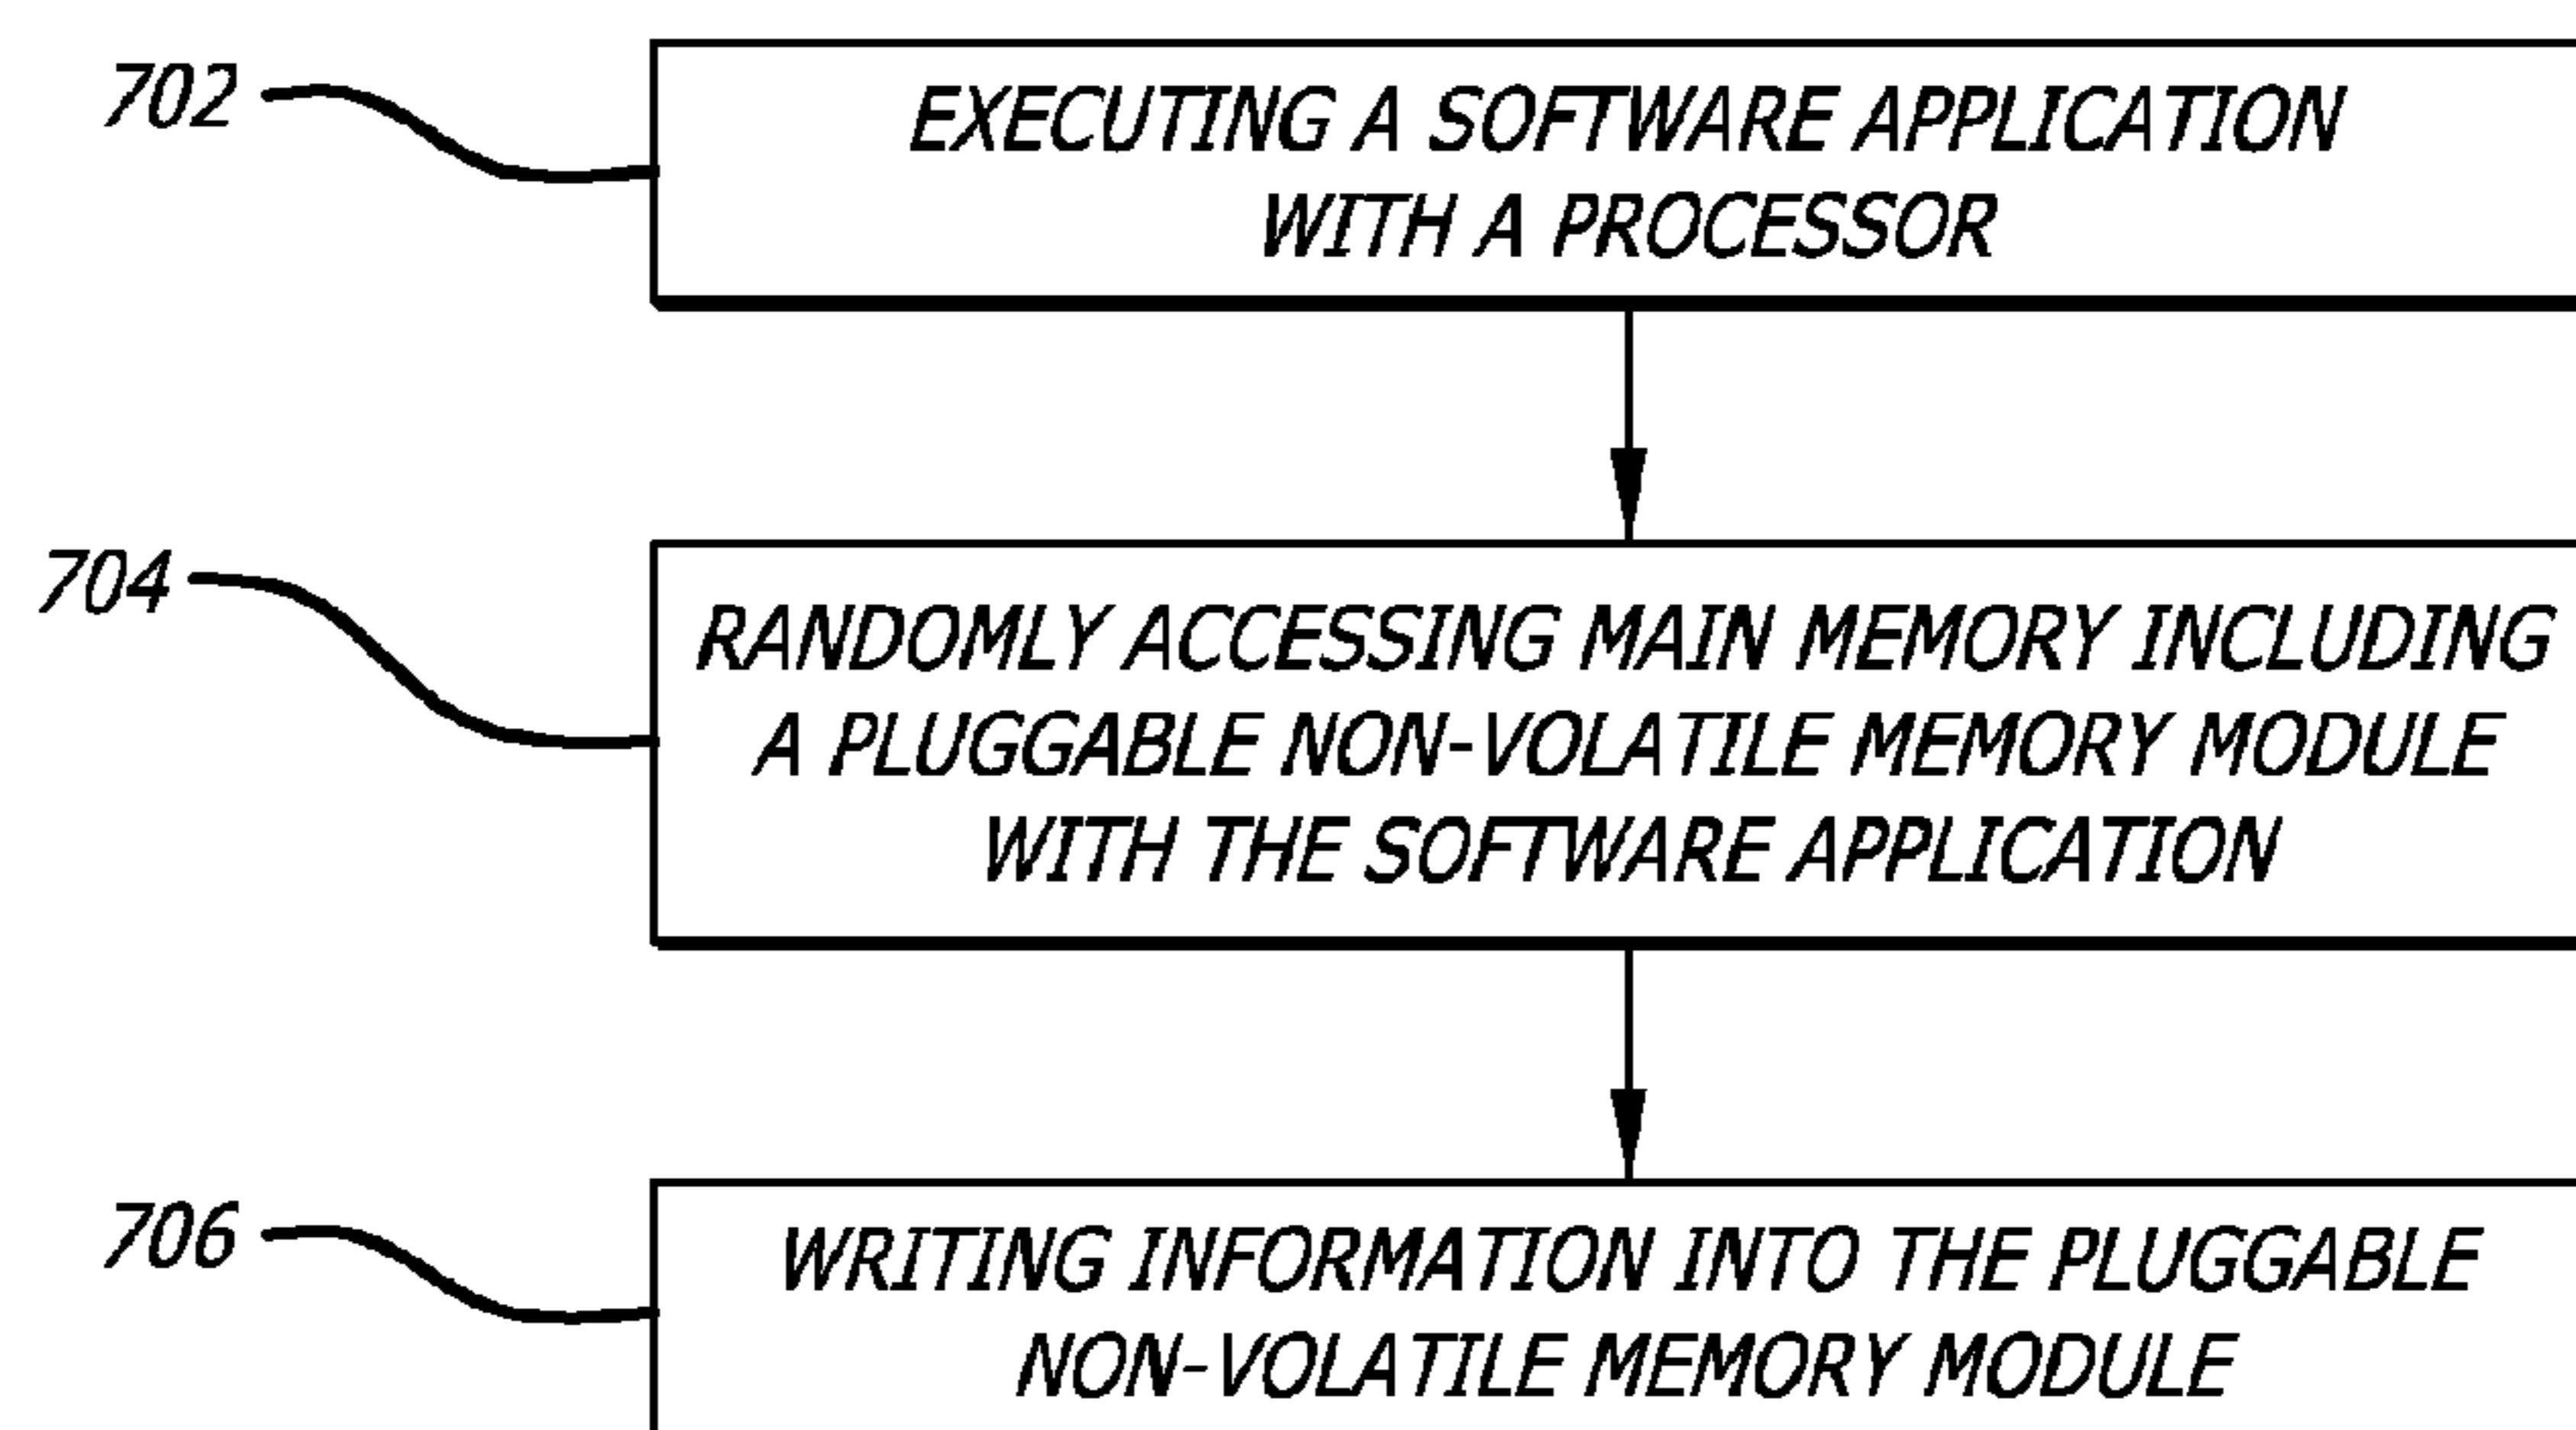 702
EXECUTING A SOFTWARE APPLICATION
WITH A PROCESSOR
704
RANDOMLY ACCESSING MAIN MEMORY INCLUDING
A PLUGGABLE NON-VOLATILE MEMORY MODULE
WITH THE SOFTWARE APPLICATION
706
WRITING INFORMATION INTO THE PLUGGABLE
NON-VOLATILE MEMORY MODULE